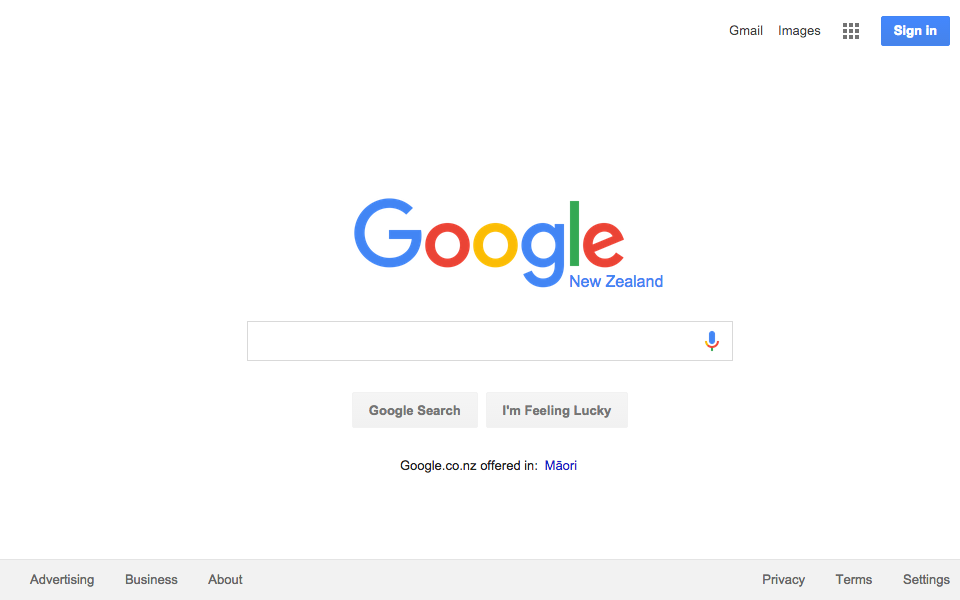 Gmail Images Sign in
Google
New Zealand
Google Search I'm Feeling Lucky
Google.co.nz offered in: Māori
Advertising Business About Privacy Terms Settings